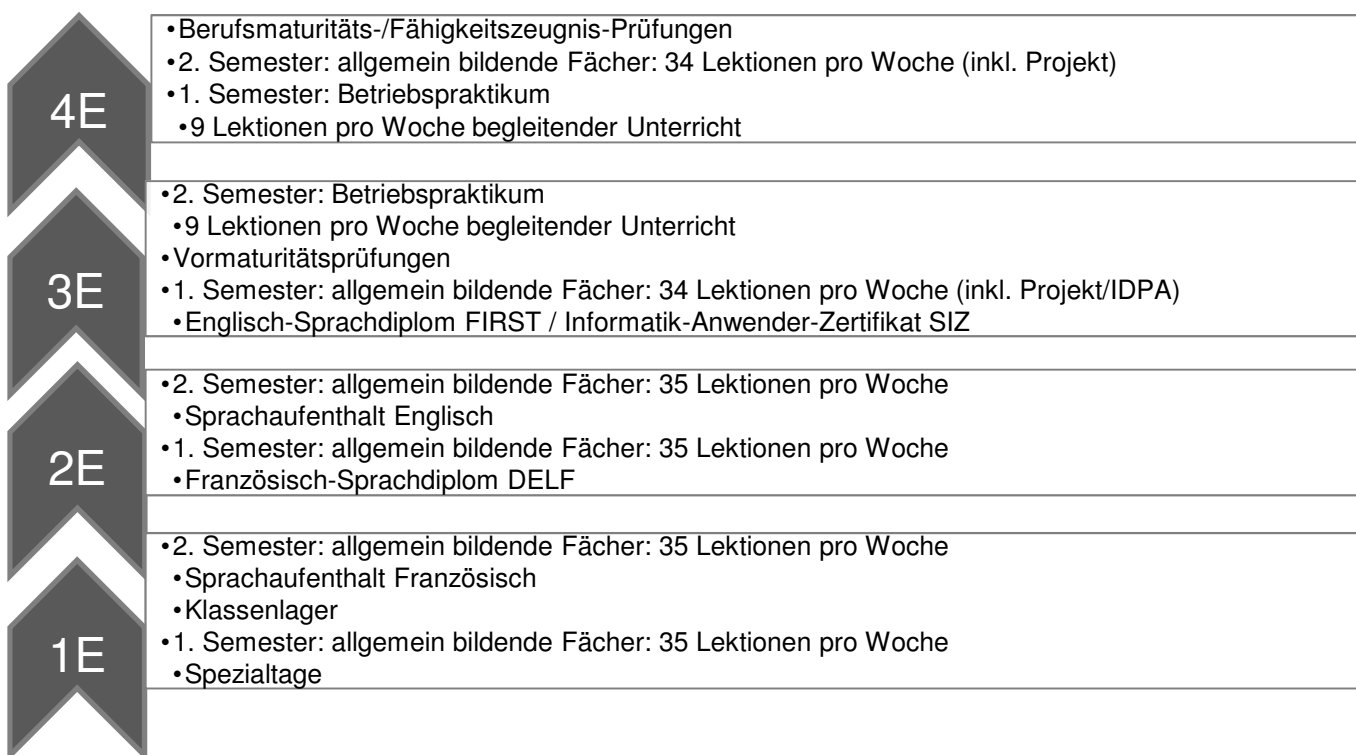 4E
•Berufsmaturitäts-/Fähigkeitszeugnis-Prüfungen
•2. Semester: allgemein bildende Fächer: 34 Lektionen pro Woche (inkl. Projekt)
•1. Semester: Betriebspraktikum
•9 Lektionen pro Woche begleitender Unterricht
3E
•2. Semester: Betriebspraktikum
•9 Lektionen pro Woche begleitender Unterricht
•Vormaturitätsprüfungen
•1. Semester: allgemein bildende Fächer: 34 Lektionen pro Woche (inkl. Projekt/IDPA)
•Englisch-Sprachdiplom FIRST / Informatik-Anwender-Zertifikat SIZ
2E
•2. Semester: allgemein bildende Fächer: 35 Lektionen pro Woche
•Sprachaufenthalt Englisch
•1. Semester: allgemein bildende Fächer: 35 Lektionen pro Woche
•Französisch-Sprachdiplom DELF
1E
•2. Semester: allgemein bildende Fächer: 35 Lektionen pro Woche
•Sprachaufenthalt Französisch
•Klassenlager
•1. Semester: allgemein bildende Fächer: 35 Lektionen pro Woche
•Spezialtage